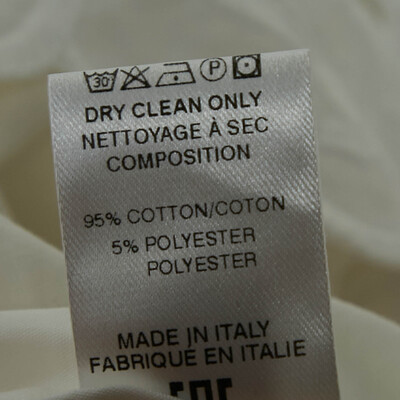 30°
P
DRY CLEAN ONLY
NETTOYAGE À SEC
COMPOSITION
95% COTTON/COTON
5% POLYESTER
POLYESTER
MADE IN ITALY
FABRIQUE EN ITALIE